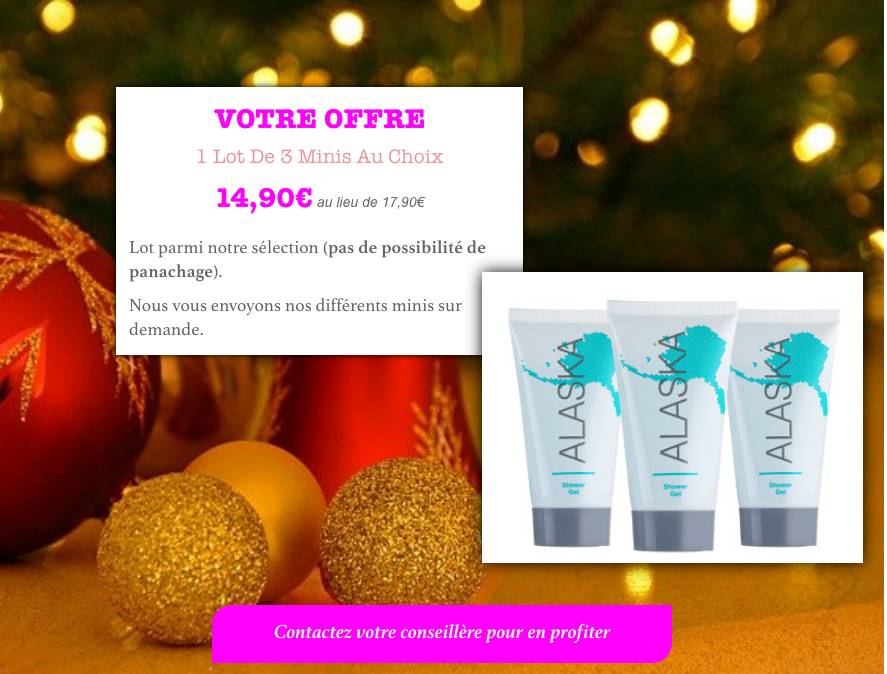 VOTRE OFFRE
1 Lot De 3 Minis Au Choix
14,90€ au lieu de 17,90€
Lot parmi notre sélection (pas de possibilité de
panachage).
Nous vous envoyons nos différents minis sur
demande.
ALASKA
Shower
Gel
ALASKA
Shower
Gel
ALASKA
Shower
Gel
Contactez votre conseillère pour en profiter